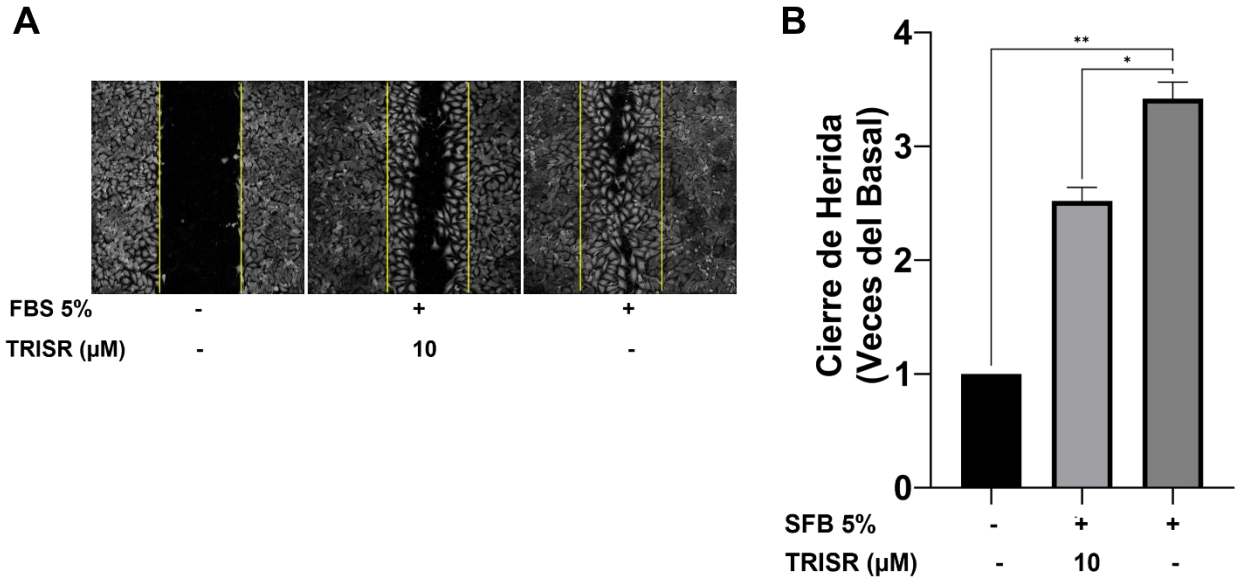 A
FBS 5% - + +
TRISR (µM) - 10 -
B
Cierre de Herida
(Veces del Basal)
4
3
2
1
0
**
*
SFB 5% - + +
TRISR (µM) - 10 -